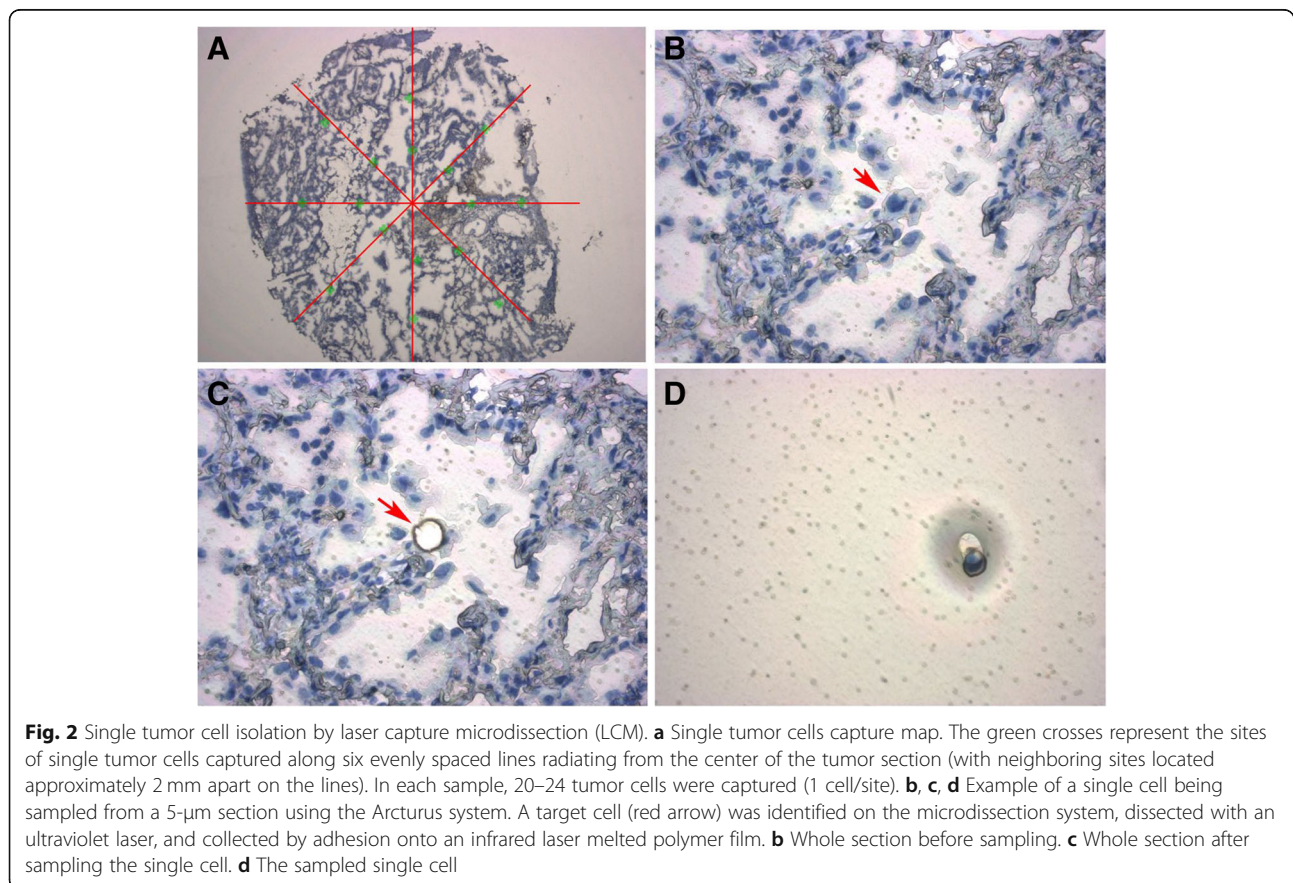 A
B
C
D
Fig. 2 Single tumor cell isolation by laser capture microdissection (LCM). a Single tumor cells capture map. The green crosses represent the sites
of single tumor cells captured along six evenly spaced lines radiating from the center of the tumor section (with neighboring sites located
approximately 2 mm apart on the lines). In each sample, 20–24 tumor cells were captured (1 cell/site). b, c, d Example of a single cell being
sampled from a 5-μm section using the Arcturus system. A target cell (red arrow) was identified on the microdissection system, dissected with an
ultraviolet laser, and collected by adhesion onto an infrared laser melted polymer film. b Whole section before sampling. c Whole section after
sampling the single cell. d The sampled single cell